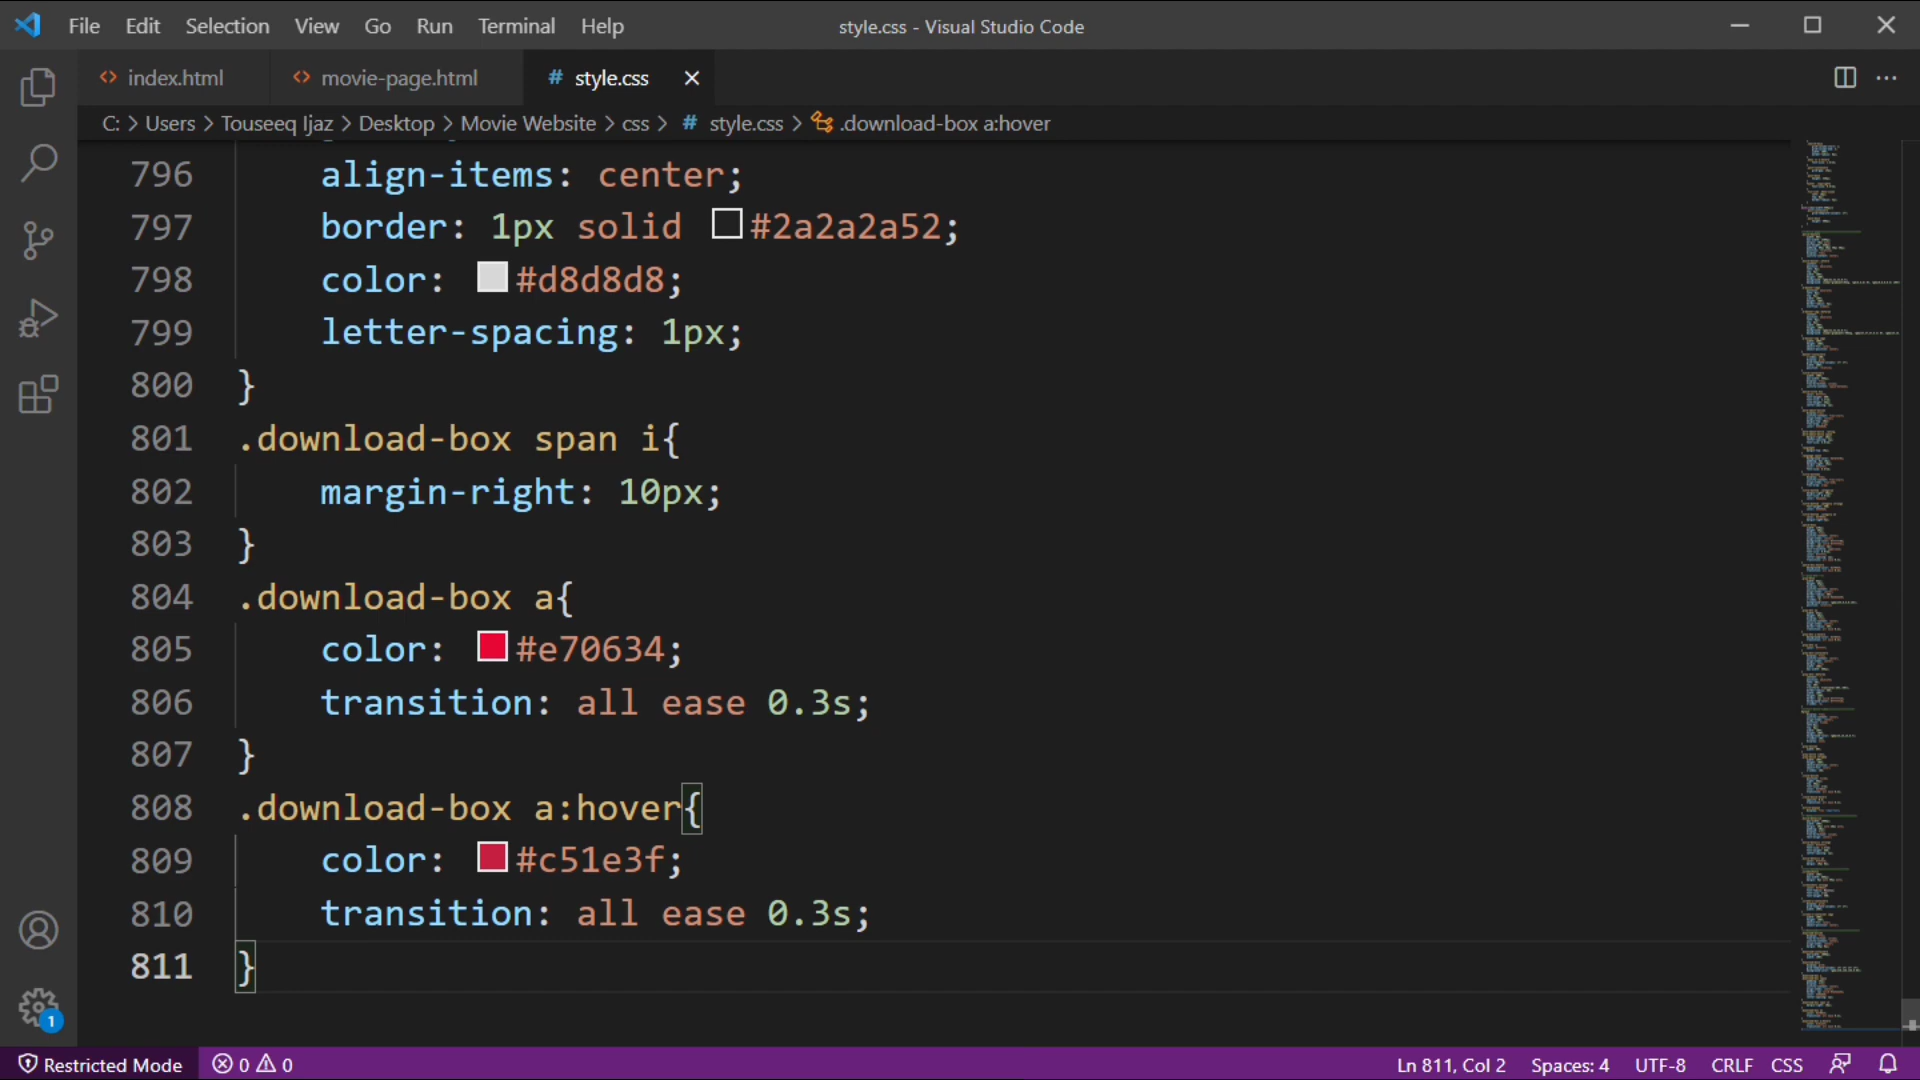 File Edit Selection View Go Run Terminal Help style.css - Visual Studio Code
index.html movie-page.html # style.css
C: > Users > Touseeq Ijaz > Desktop > Movie Website > css > # style.css > .download-box a:hover
796 align-items: center;
797 border: 1px solid #2a2a2a52;
798 color: #d8d8d8;
799 letter-spacing: 1px;
800 }
801 .download-box span i{
802 margin-right: 10px;
803 }
804 .download-box a{
805 color: #e70634;
806 transition: all ease 0.3s;
807 }
808 .download-box a:hover{
809 color: #c51e3f;
810 transition: all ease 0.3s;
811 }
1
Restricted Mode 0 0 Ln 811, Col 2 Spaces: 4 UTF-8 CRLF CSS